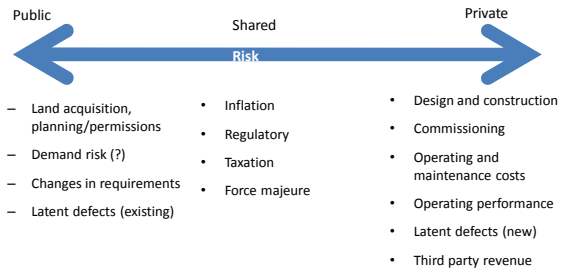 Public
Shared
Private
Risk
– Land acquisition,
planning/permissions
– Demand risk (?)
– Changes in requirements
– Latent defects (existing)
• Inflation
• Regulatory
• Taxation
• Force majeure
• Design and construction
• Commissioning
• Operating and
maintenance costs
• Operating performance
• Latent defects (new)
• Third party revenue